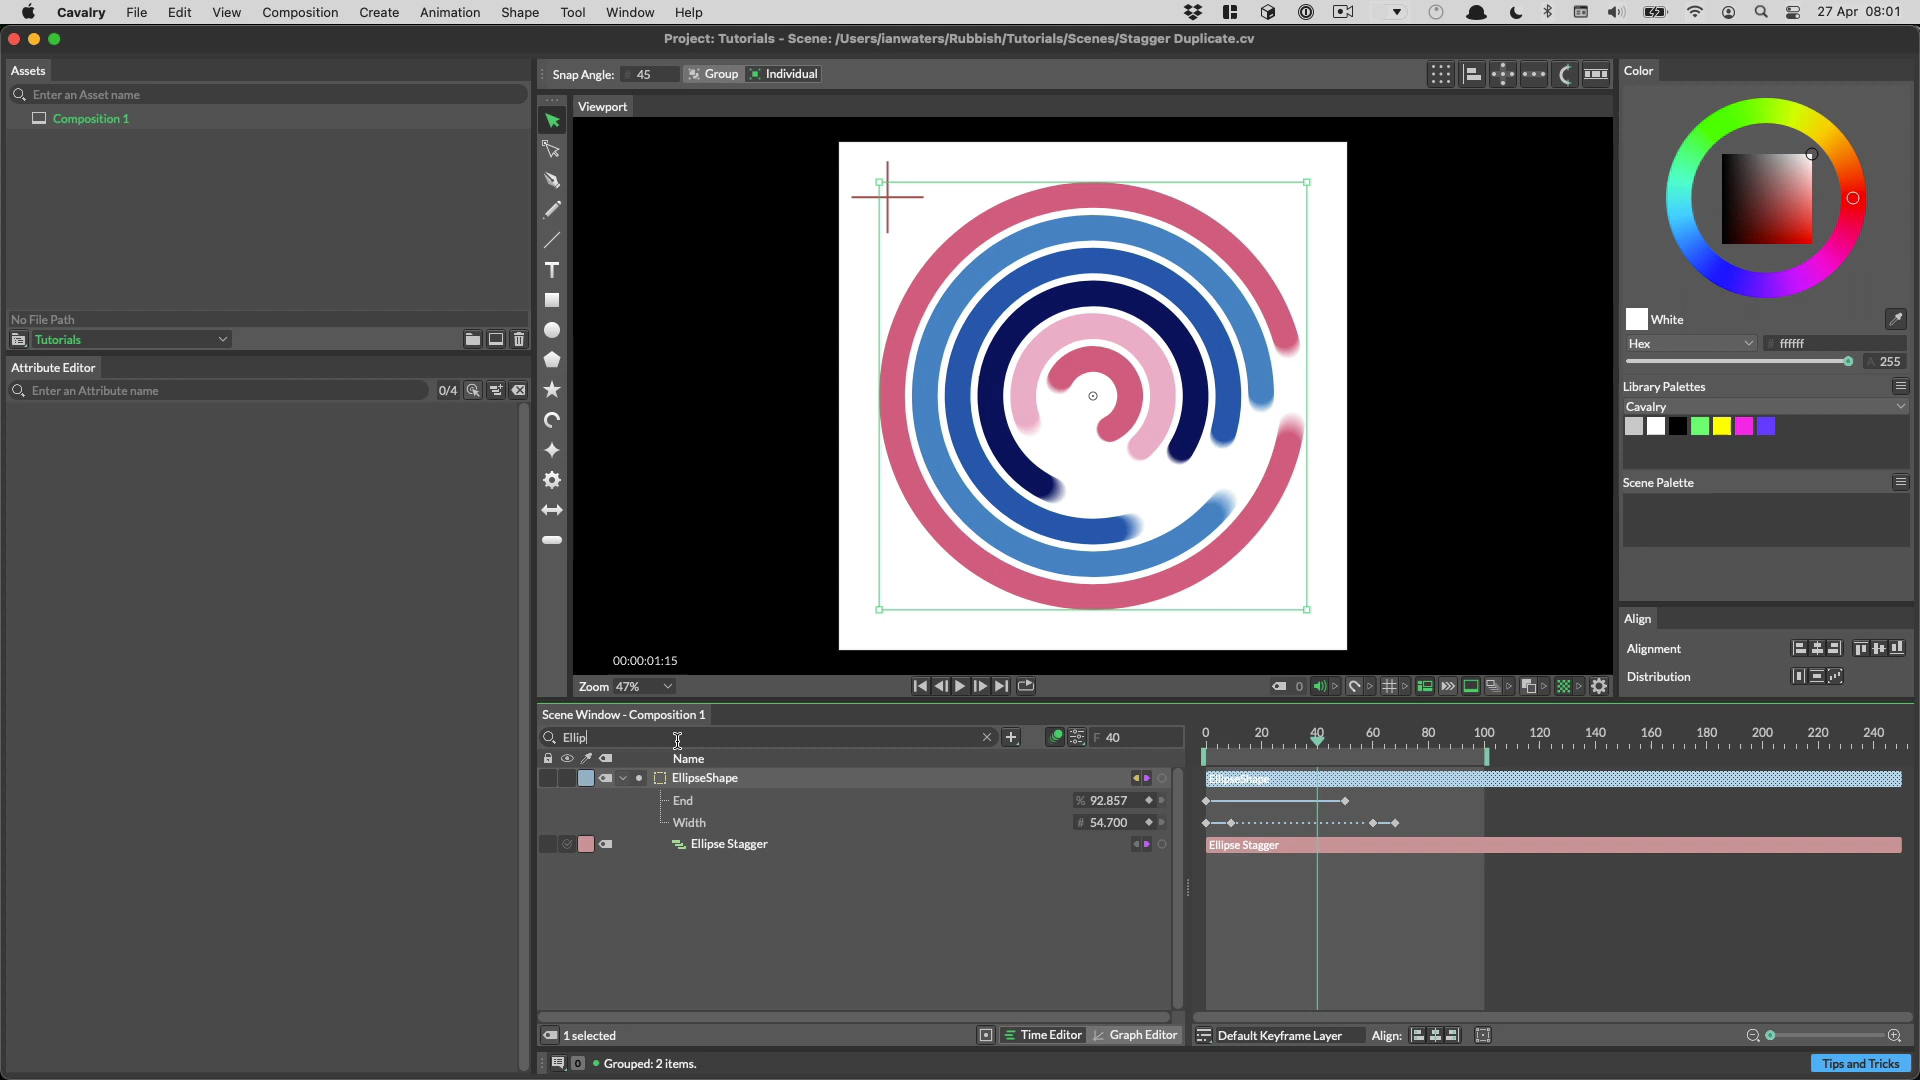 Cavalry File Edit View Composition Create Animation Shape Tool Window Help 27 Apr 08:01
Project: Tutorials - Scene: /Users/ianwaters/Rubbish/Tutorials/Scenes/Stagger Duplicate.cv
Assets
Enter an Asset name
Composition 1
No File Path
Tutorials
Attribute Editor
Enter an Attribute name 0/4
Snap Angle: # 45 Group Individual
Viewport
00:00:01:15
Zoom 47% 0
Color
White
Hex # ffffff
A 255
Library Palettes
Cavalry
Scene Palette
Align
Alignment
Distribution
Scene Window - Composition 1
Ellip F 40
Name
EllipseShape
End % 92.857
Width # 54.700
Ellipse Stagger
0 20 40 60 80 100 120 140 160 180 200 220 240
EllipseShape
Ellipse Stagger
1 selected Time Editor Graph Editor
Default Keyframe Layer Align:
0 Grouped: 2 items.
Tips and Tricks